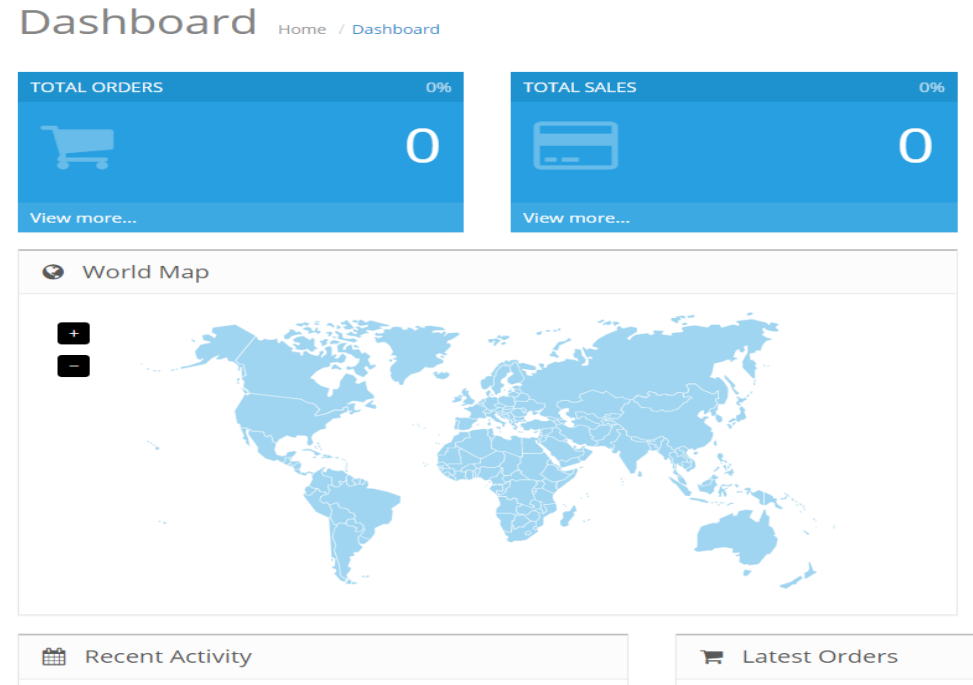 Dashboard Home / Dashboard
TOTAL ORDERS 0%
0
View more...
TOTAL SALES 0%
0
View more...
World Map
+
−
Recent Activity
Latest Orders